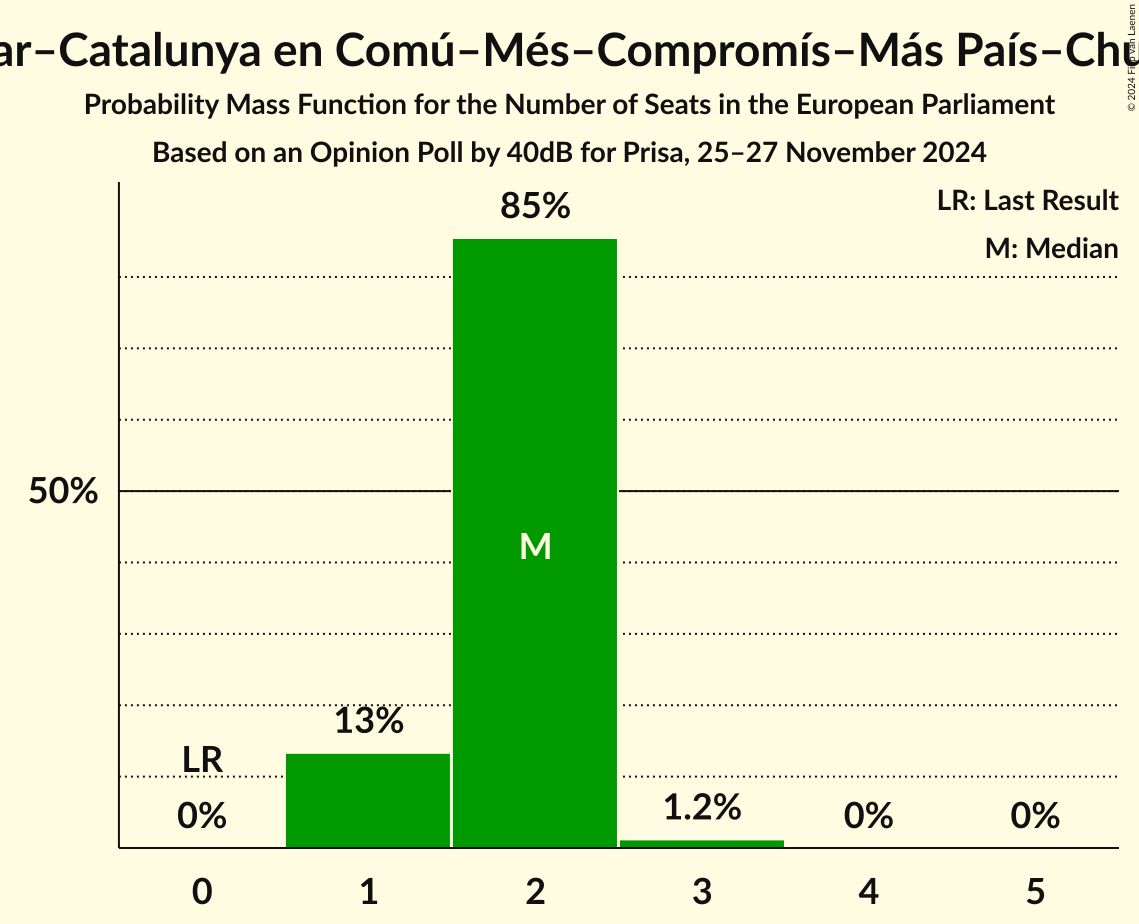 ar–Catalunya en Comú–Més–Compromís–Más País–Chu
© 2024 Filip van Laenen
Probability Mass Function for the Number of Seats in the European Parliament
Based on an Opinion Poll by 40dB for Prisa, 25–27 November 2024
LR: Last Result
M: Median
85%
50%
M
13%
LR
0%
1.2%
0%
0%
0 1 2 3 4 5